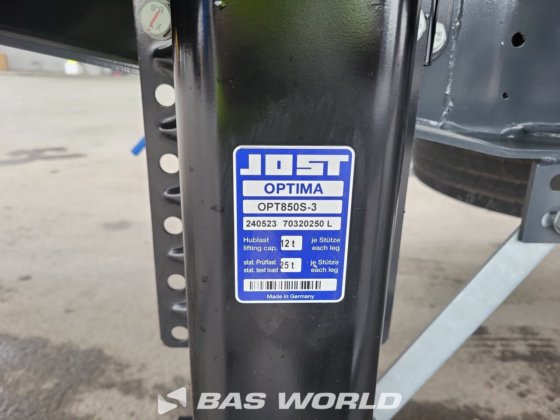 JOST
OPTIMA
OPT850S-3
240523 70320250 L
Hublast 12 t je Stütze
lifting cap. each leg
stat. Prüflast 25 t je Stütze
stat. test load each leg
Made in Germany
BAS WORLD